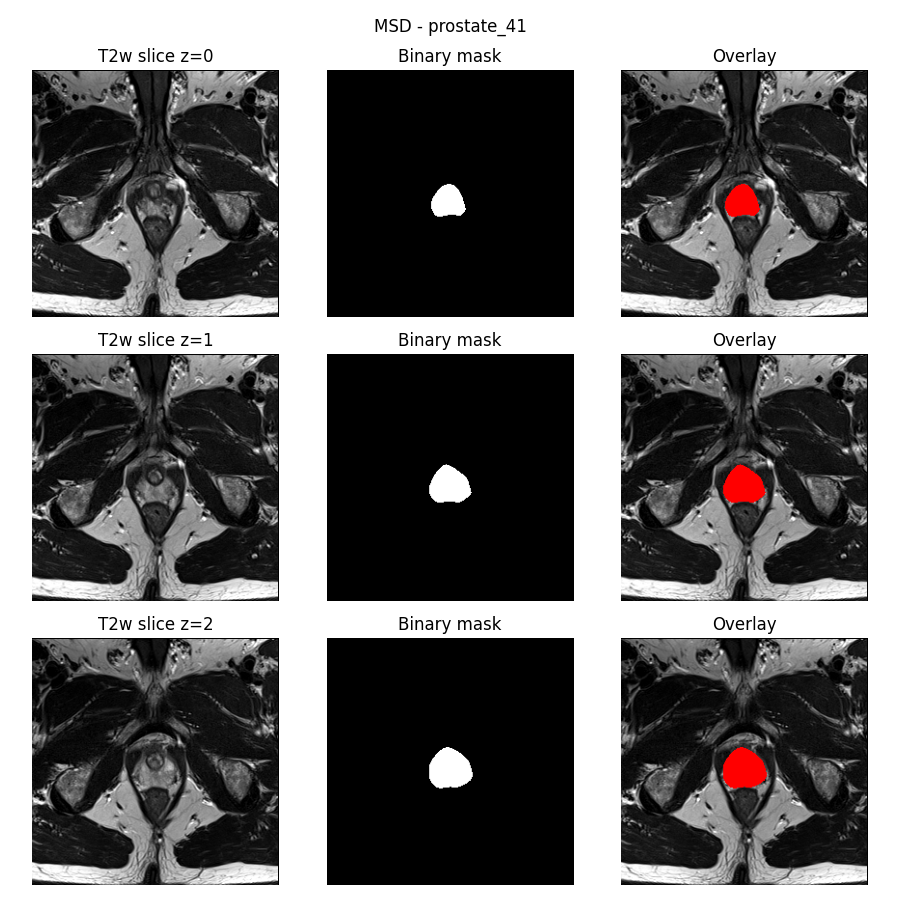 MSD - prostate_41
T2w slice z=0
Binary mask
Overlay
T2w slice z=1
Binary mask
Overlay
T2w slice z=2
Binary mask
Overlay